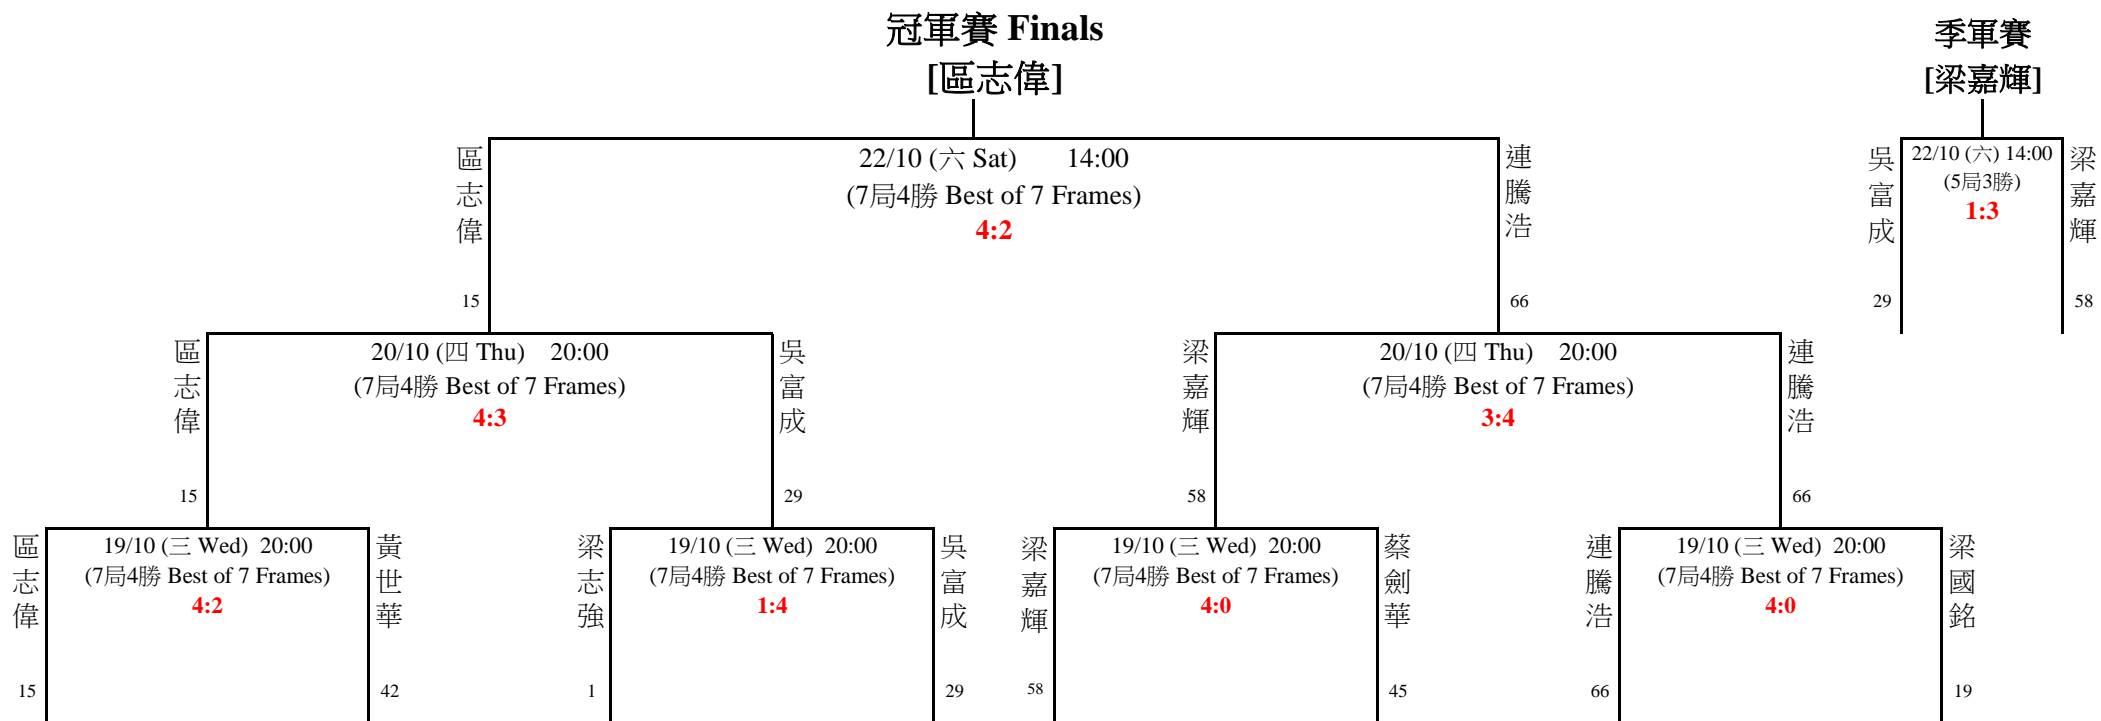 冠軍賽 Finals
[區志偉]
季軍賽
[梁嘉輝]
區志偉
22/10 (六 Sat) 14:00
(7局4勝 Best of 7 Frames)
4:2
連騰浩
15
66
吳富成
22/10 (六) 14:00
(5局3勝)
1:3
梁嘉輝
29
58
區志偉
20/10 (四 Thu) 20:00
(7局4勝 Best of 7 Frames)
4:3
吳富成
15
29
梁嘉輝
20/10 (四 Thu) 20:00
(7局4勝 Best of 7 Frames)
3:4
連騰浩
58
66
區志偉
19/10 (三 Wed) 20:00
(7局4勝 Best of 7 Frames)
4:2
黃世華
15
42
梁志強
19/10 (三 Wed) 20:00
(7局4勝 Best of 7 Frames)
1:4
吳富成
1
29
梁嘉輝
19/10 (三 Wed) 20:00
(7局4勝 Best of 7 Frames)
4:0
蔡劍華
58
45
連騰浩
19/10 (三 Wed) 20:00
(7局4勝 Best of 7 Frames)
4:0
梁國銘
66
19